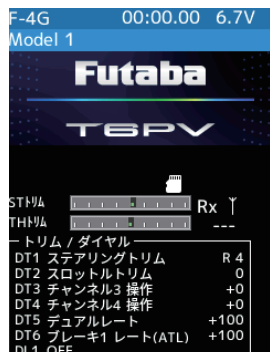 F-4G 00:00.00 6.7V
Model 1
Futaba
T6PV
STトリム Rx
THトリム ---
トリム / ダイヤル
DT1 ステアリングトリム R 4
DT2 スロットルトリム 0
DT3 チャンネル3 操作 +0
DT4 チャンネル4 操作 +0
DT5 デュアルレート +100
DT6 ブレーキ1 レート(ATL) +100
DL1 OFF